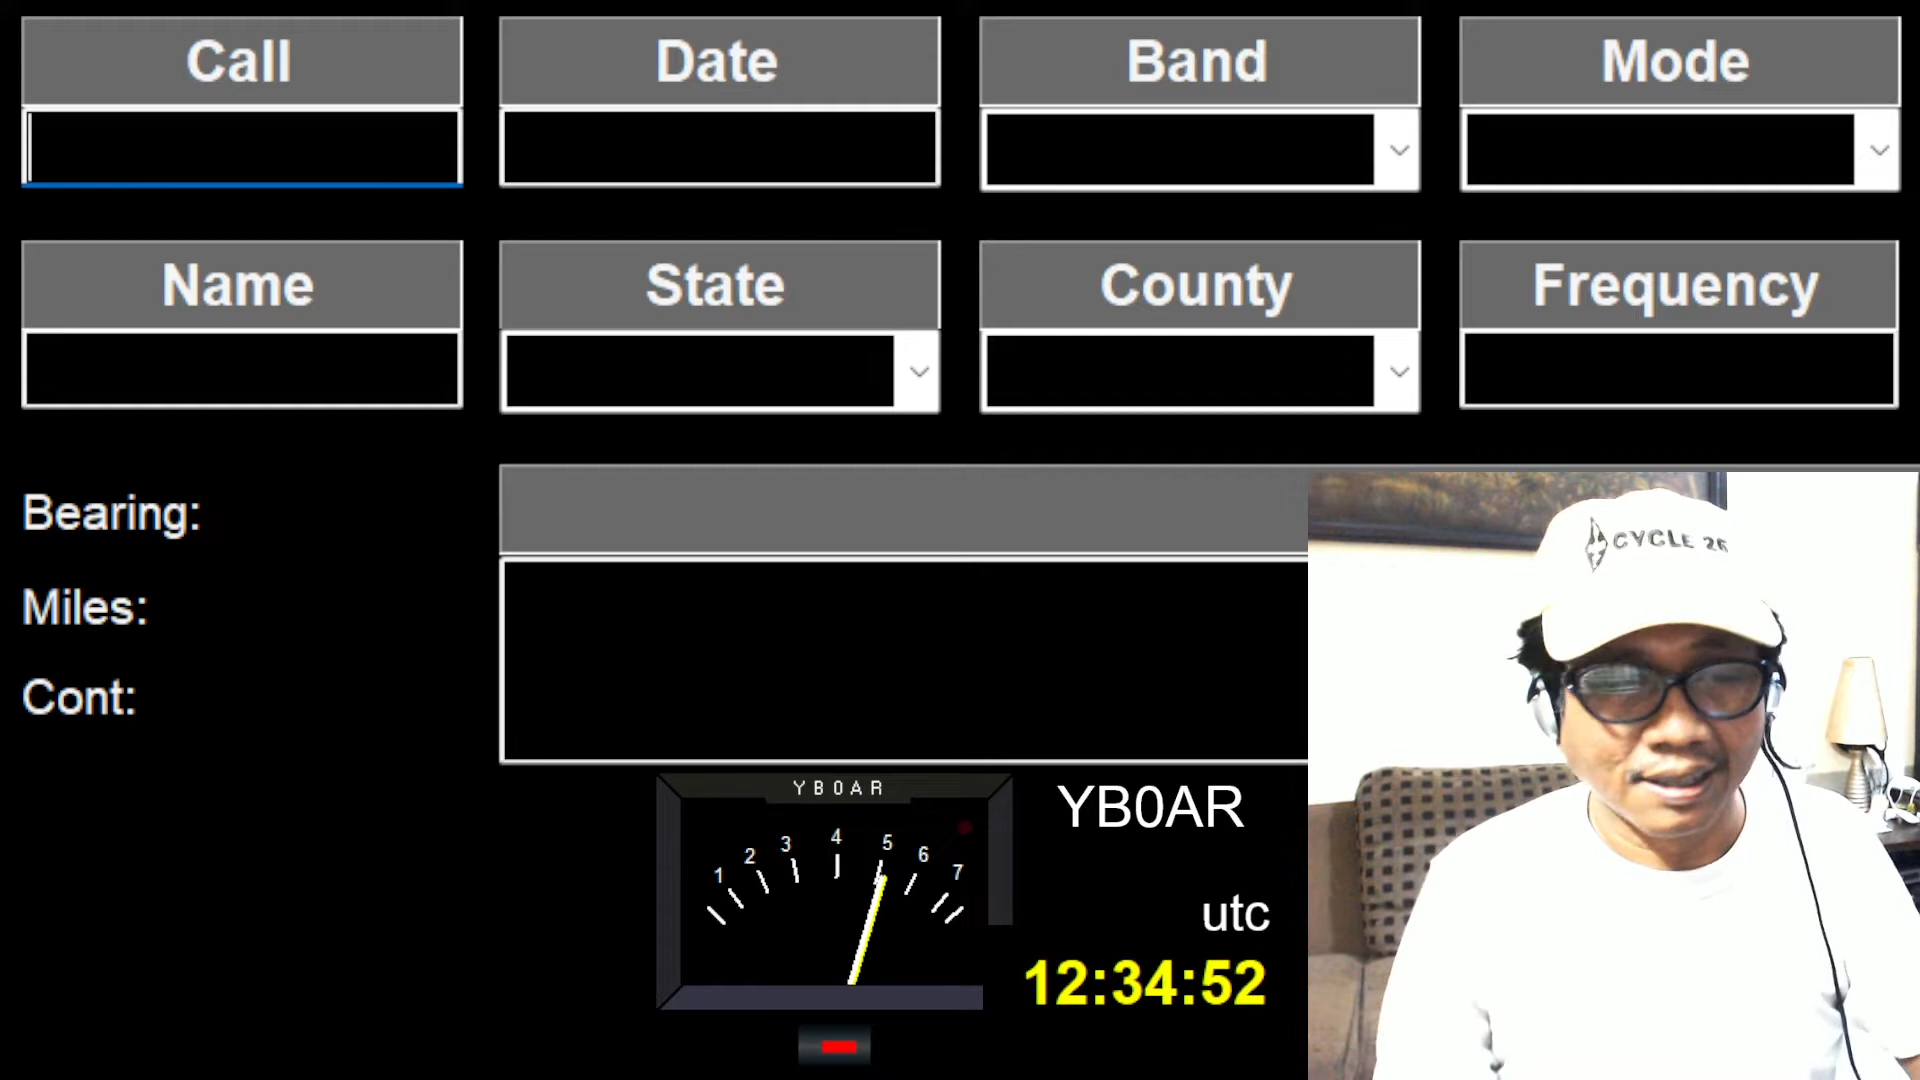 Call Date Band Mode
Name State County Frequency
Bearing:
Miles:
Cont:
CYCLE 26
YB0AR
1 2 3 4 5 6 7
YB0AR
utc
12:34:52